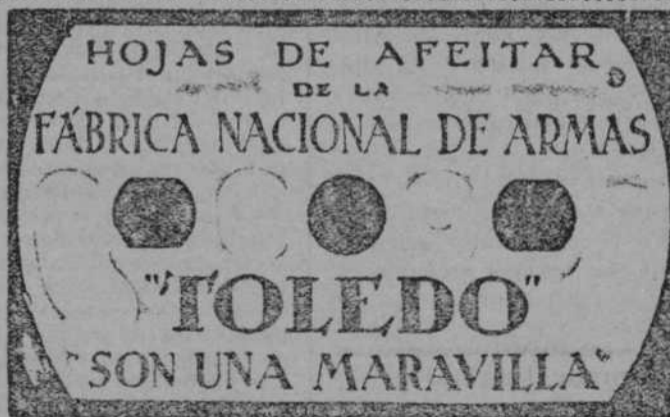 HOJAS DE AFEITAR
DE LA
FÁBRICA NACIONAL DE ARMAS
"TOLEDO"
"SON UNA MARAVILLA"